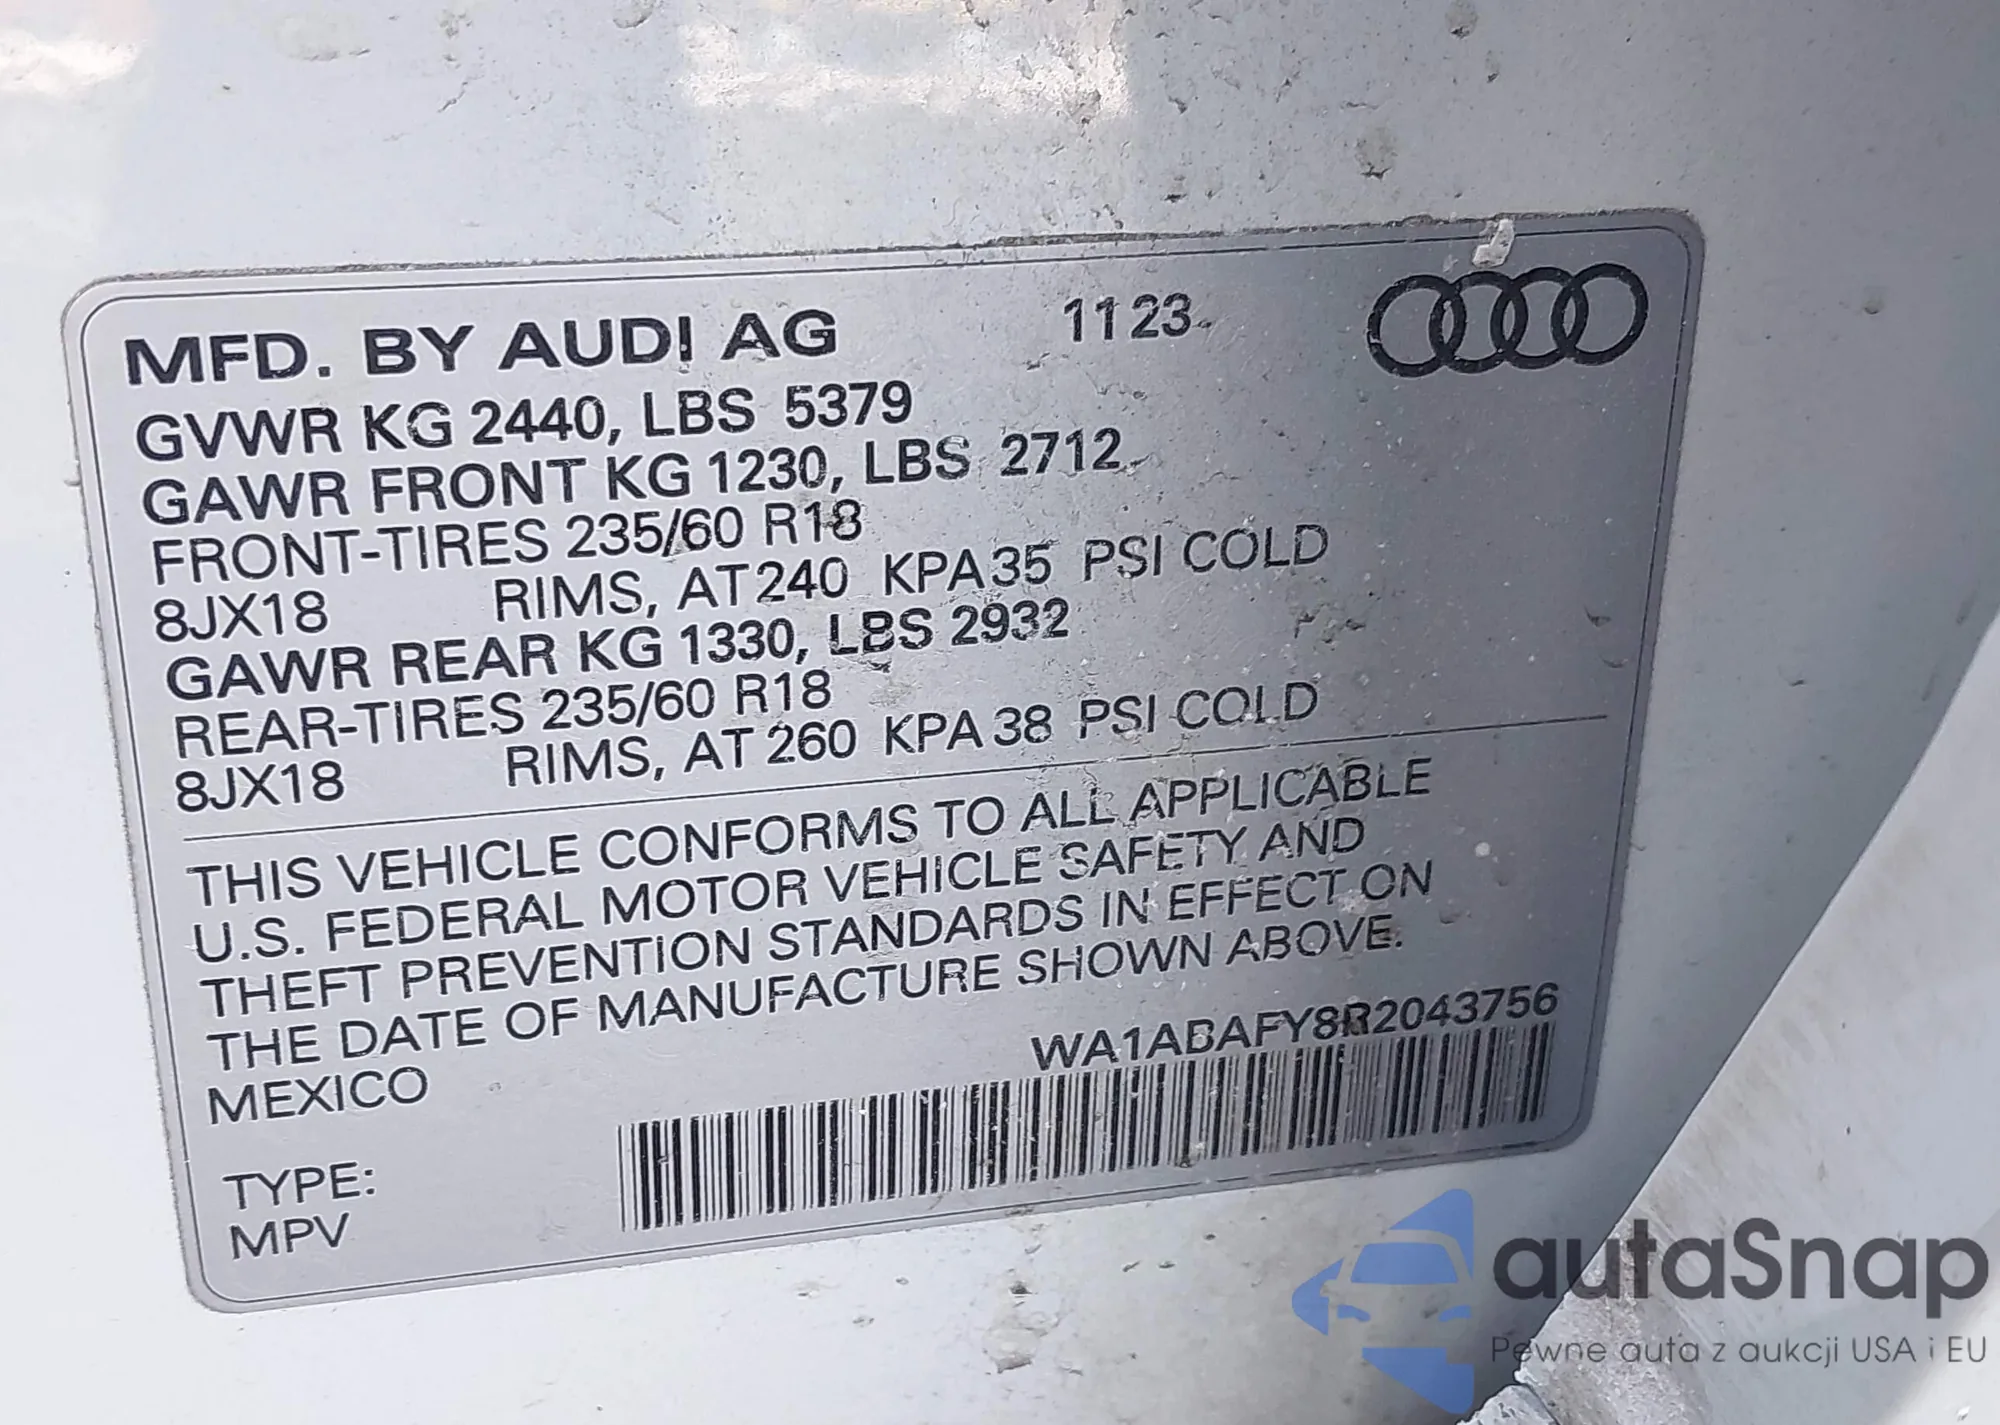 MFD. BY AUDI AG 11 23
GVWR KG 2440, LBS 5379
GAWR FRONT KG 1230, LBS 2712
FRONT-TIRES 235/60 R18
8JX18 RIMS, AT 240 KPA 35 PSI COLD
GAWR REAR KG 1330, LBS 2932
REAR-TIRES 235/60 R18
8JX18 RIMS, AT 260 KPA 38 PSI COLD
THIS VEHICLE CONFORMS TO ALL APPLICABLE
U.S. FEDERAL MOTOR VEHICLE SAFETY AND
THEFT PREVENTION STANDARDS IN EFFECT ON
THE DATE OF MANUFACTURE SHOWN ABOVE.
MEXICO
WA1ABAFY8R2043756
TYPE:
MPV
autaSnap
Pewne auta z aukcji USA i EU